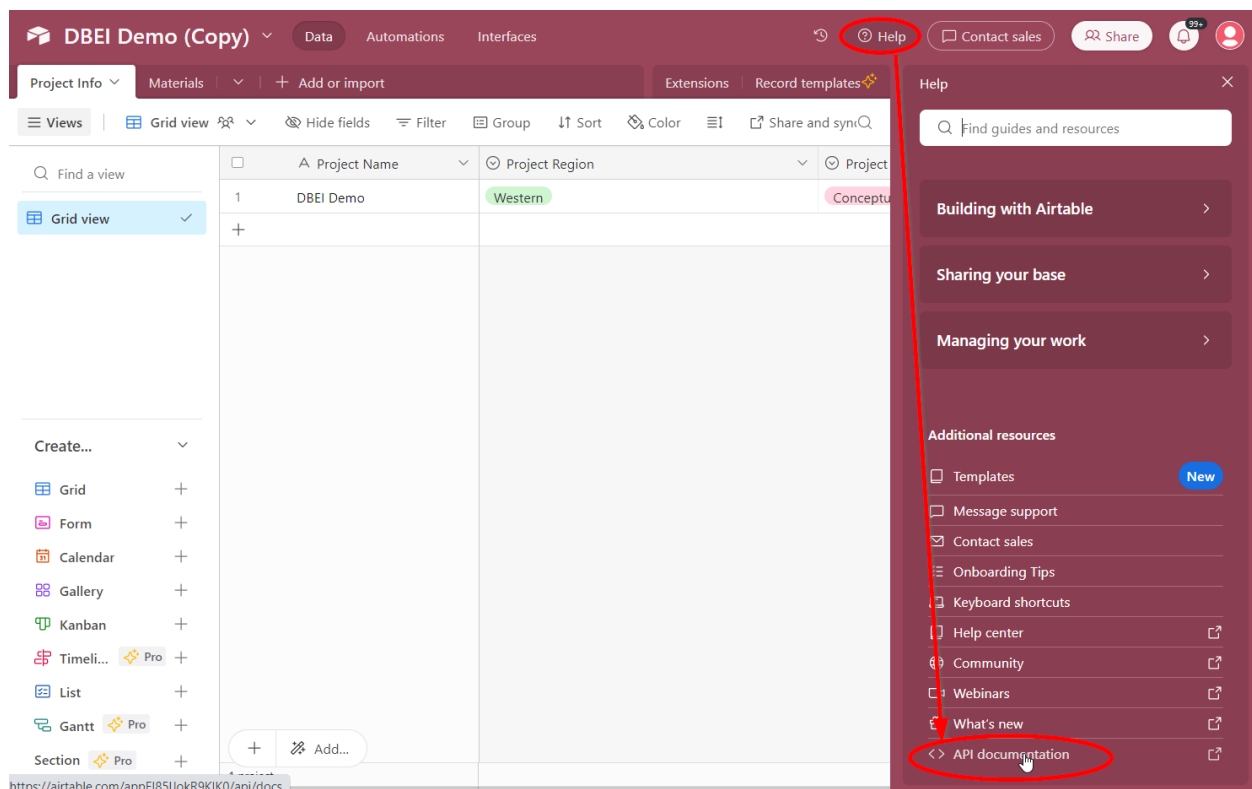 DBEI Demo (Copy)
Data
Automations
Interfaces
Help
Contact sales
Share
99+
Project Info
Materials
Add or import
Extensions
Record templates
Help
Views
Grid view
Hide fields
Filter
Group
Sort
Color
Share and sync
Find guides and resources
Find a view
Grid view
A Project Name
Project Region
Project
1
DBEI Demo
Western
Conceptu
Building with Airtable
Sharing your base
Managing your work
Create...
Grid
Form
Calendar
Gallery
Kanban
Timeli... Pro
List
Gantt Pro
Section Pro
Add...
1 project
Additional resources
Templates
New
Message support
Contact sales
Onboarding Tips
Keyboard shortcuts
Help center
Community
Webinars
What's new
API documentation